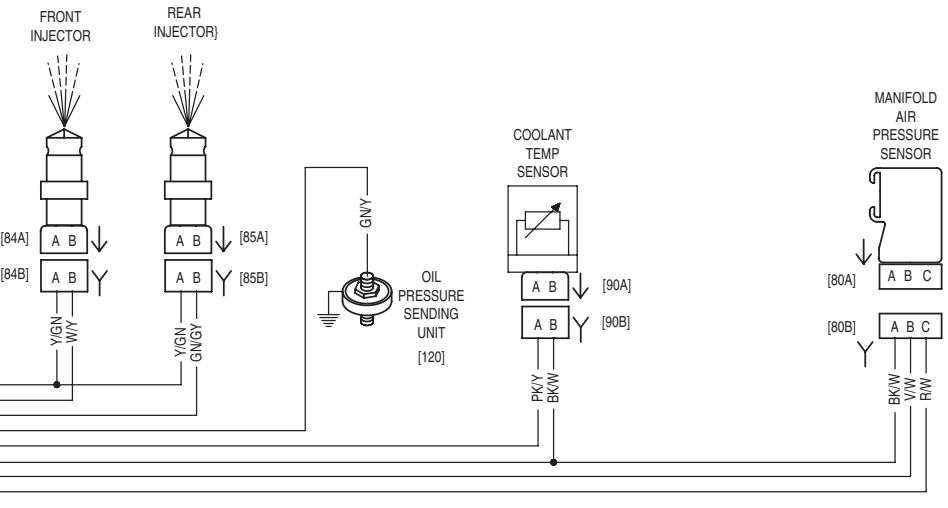 FRONT
INJECTOR
REAR
INJECTOR}
COOLANT
TEMP
SENSOR
MANIFOLD
AIR
PRESSURE
SENSOR
[84A] A B
[84B] A B
Y/GN
W/Y
A B [85A]
A B [85B]
Y/GN
GN/GY
GN/Y
OIL
PRESSURE
SENDING
UNIT
[120]
A B [90A]
A B [90B]
PK/Y
BK/W
[80A] A B C
[80B] A B C
BK/W
V/W
R/W